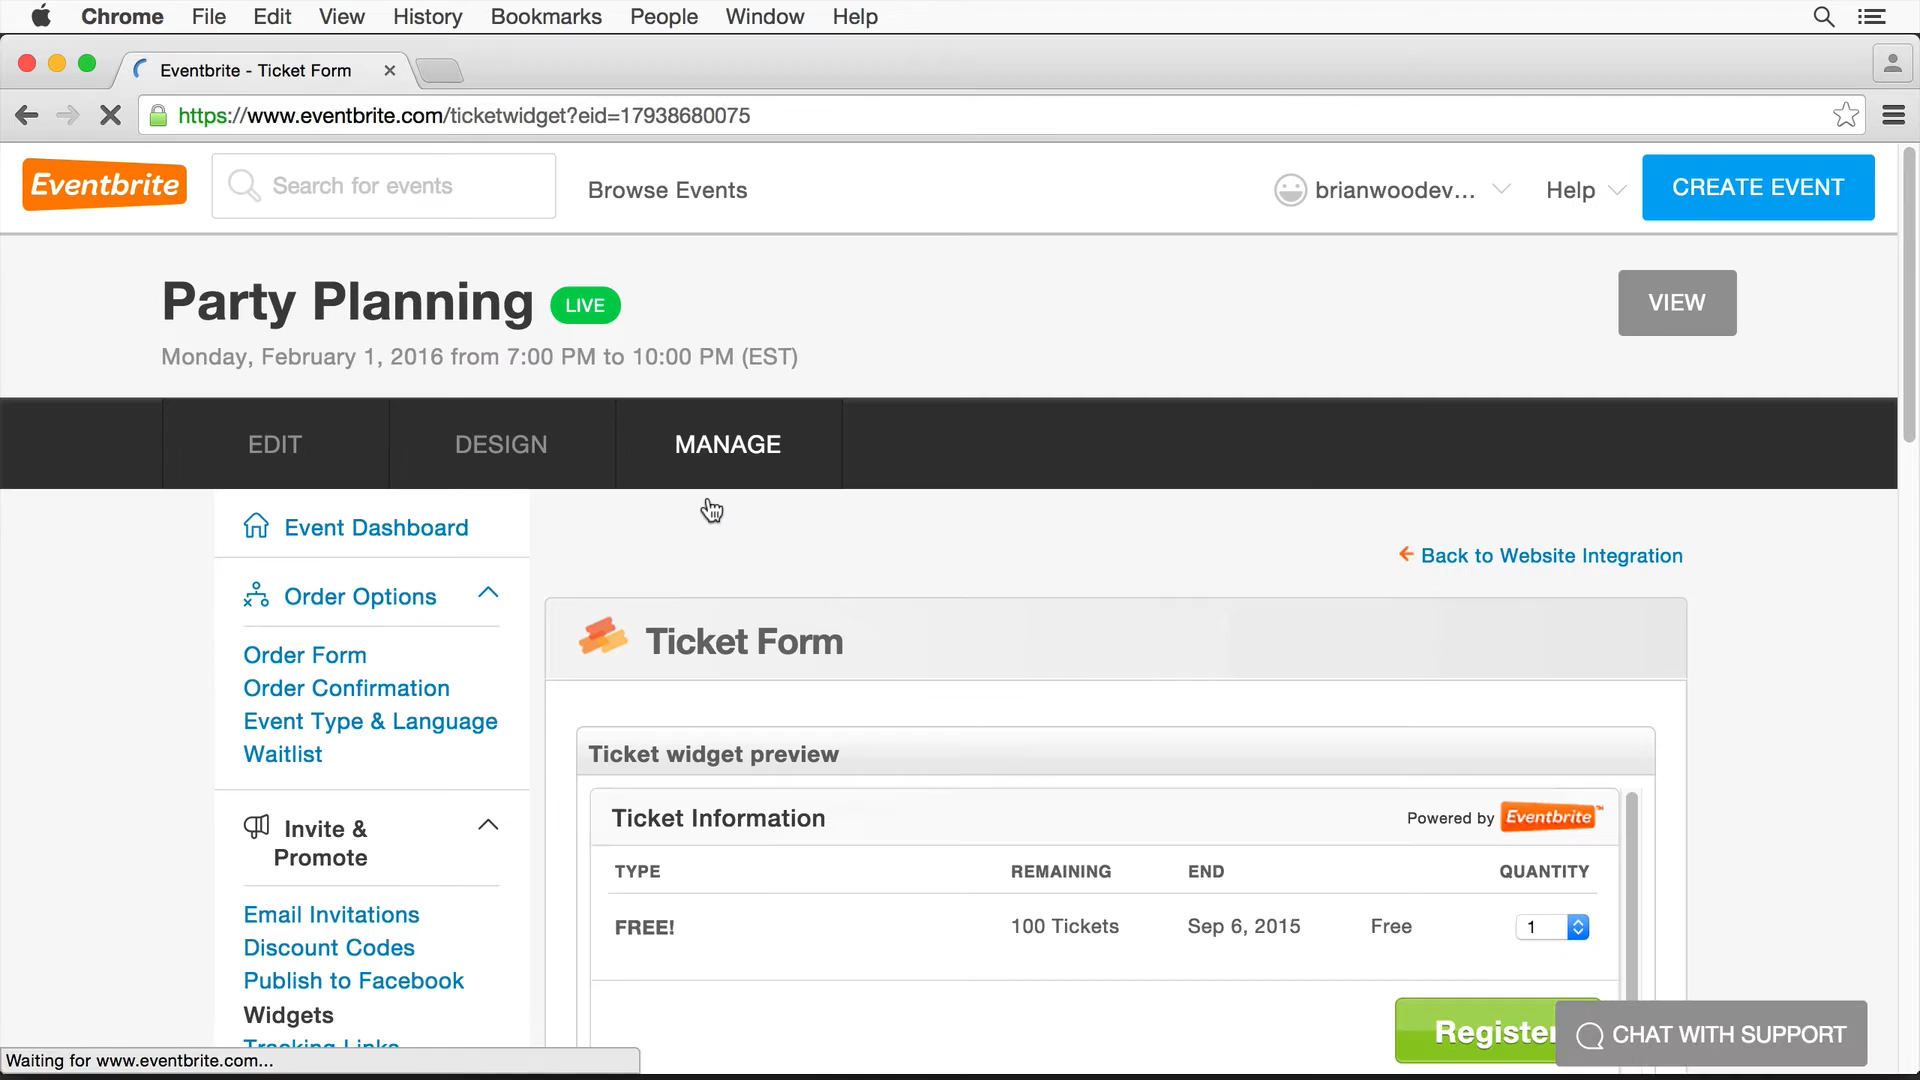 Chrome File Edit View History Bookmarks People Window Help
Eventbrite - Ticket Form
https://www.eventbrite.com/ticketwidget?eid=17938680075
Eventbrite Search for events Browse Events brianwoodev... Help CREATE EVENT
Party Planning LIVE VIEW
Monday, February 1, 2016 from 7:00 PM to 10:00 PM (EST)
EDIT DESIGN MANAGE
Event Dashboard
Back to Website Integration
Order Options
Ticket Form
Order Form
Order Confirmation
Event Type & Language
Waitlist
Ticket widget preview
Ticket Information Powered by Eventbrite™
Invite &
Promote
TYPE REMAINING END QUANTITY
FREE! 100 Tickets Sep 6, 2015 Free 1
Email Invitations
Discount Codes
Publish to Facebook
Widgets
Tracking Links
Register CHAT WITH SUPPORT
Waiting for www.eventbrite.com...